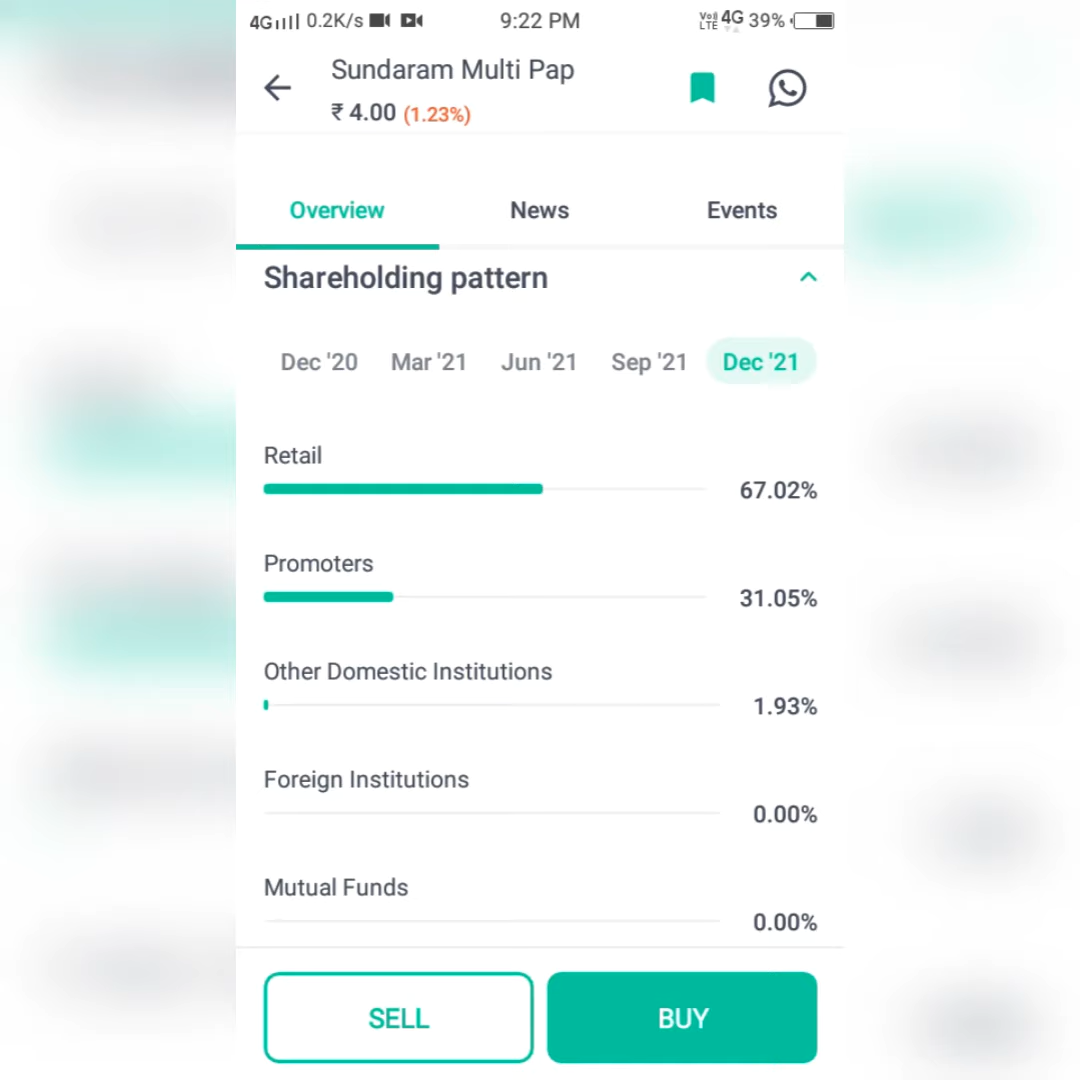 4G 0.2K/s 9:22 PM VoLTE 4G 39%
Sundaram Multi Pap
₹ 4.00 (1.23%)
Overview News Events
Shareholding pattern
Dec '20 Mar '21 Jun '21 Sep '21 Dec '21
Retail
67.02%
Promoters
31.05%
Other Domestic Institutions
1.93%
Foreign Institutions
0.00%
Mutual Funds
0.00%
SELL BUY